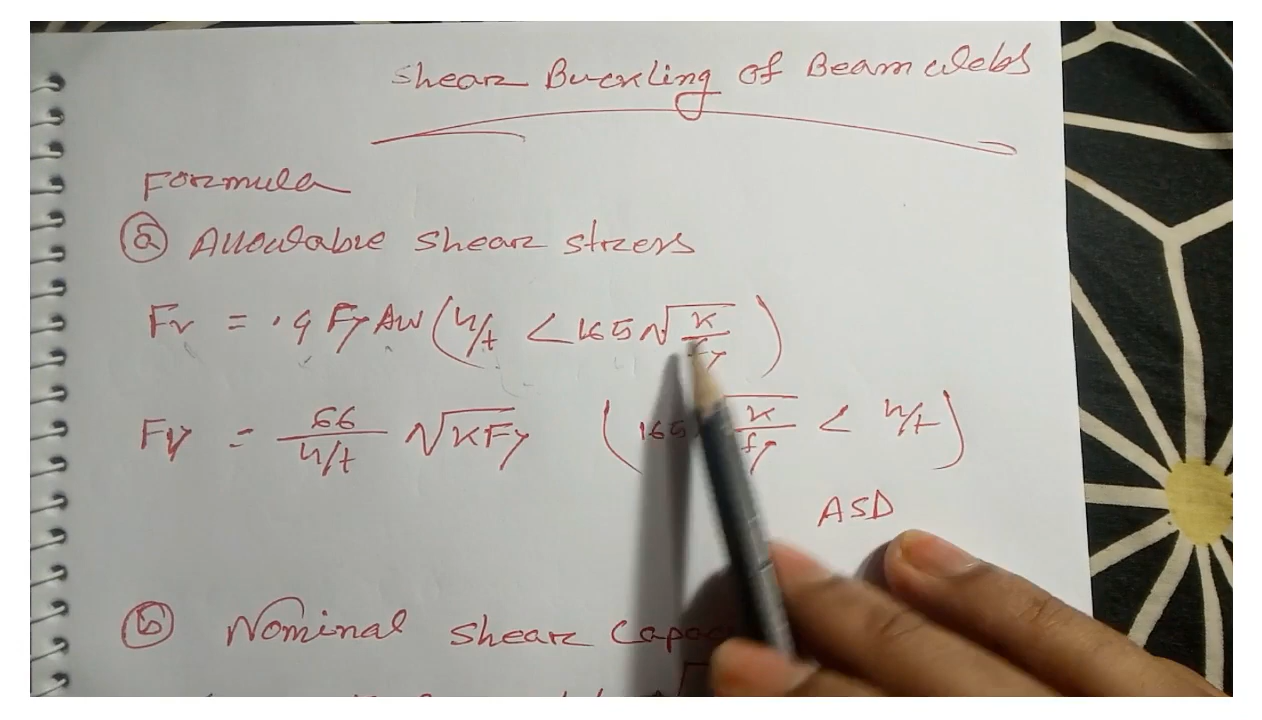 Shear Buckling of Beam Webs
Formula
(a) Allowable shear stress
Fv = .4 Fy Aw (h/t < 165 √(K/fy))
Fv = 66/(h/t) √(KFy) (165 √(K/fy) < h/t)
ASD
(b) Nominal shear